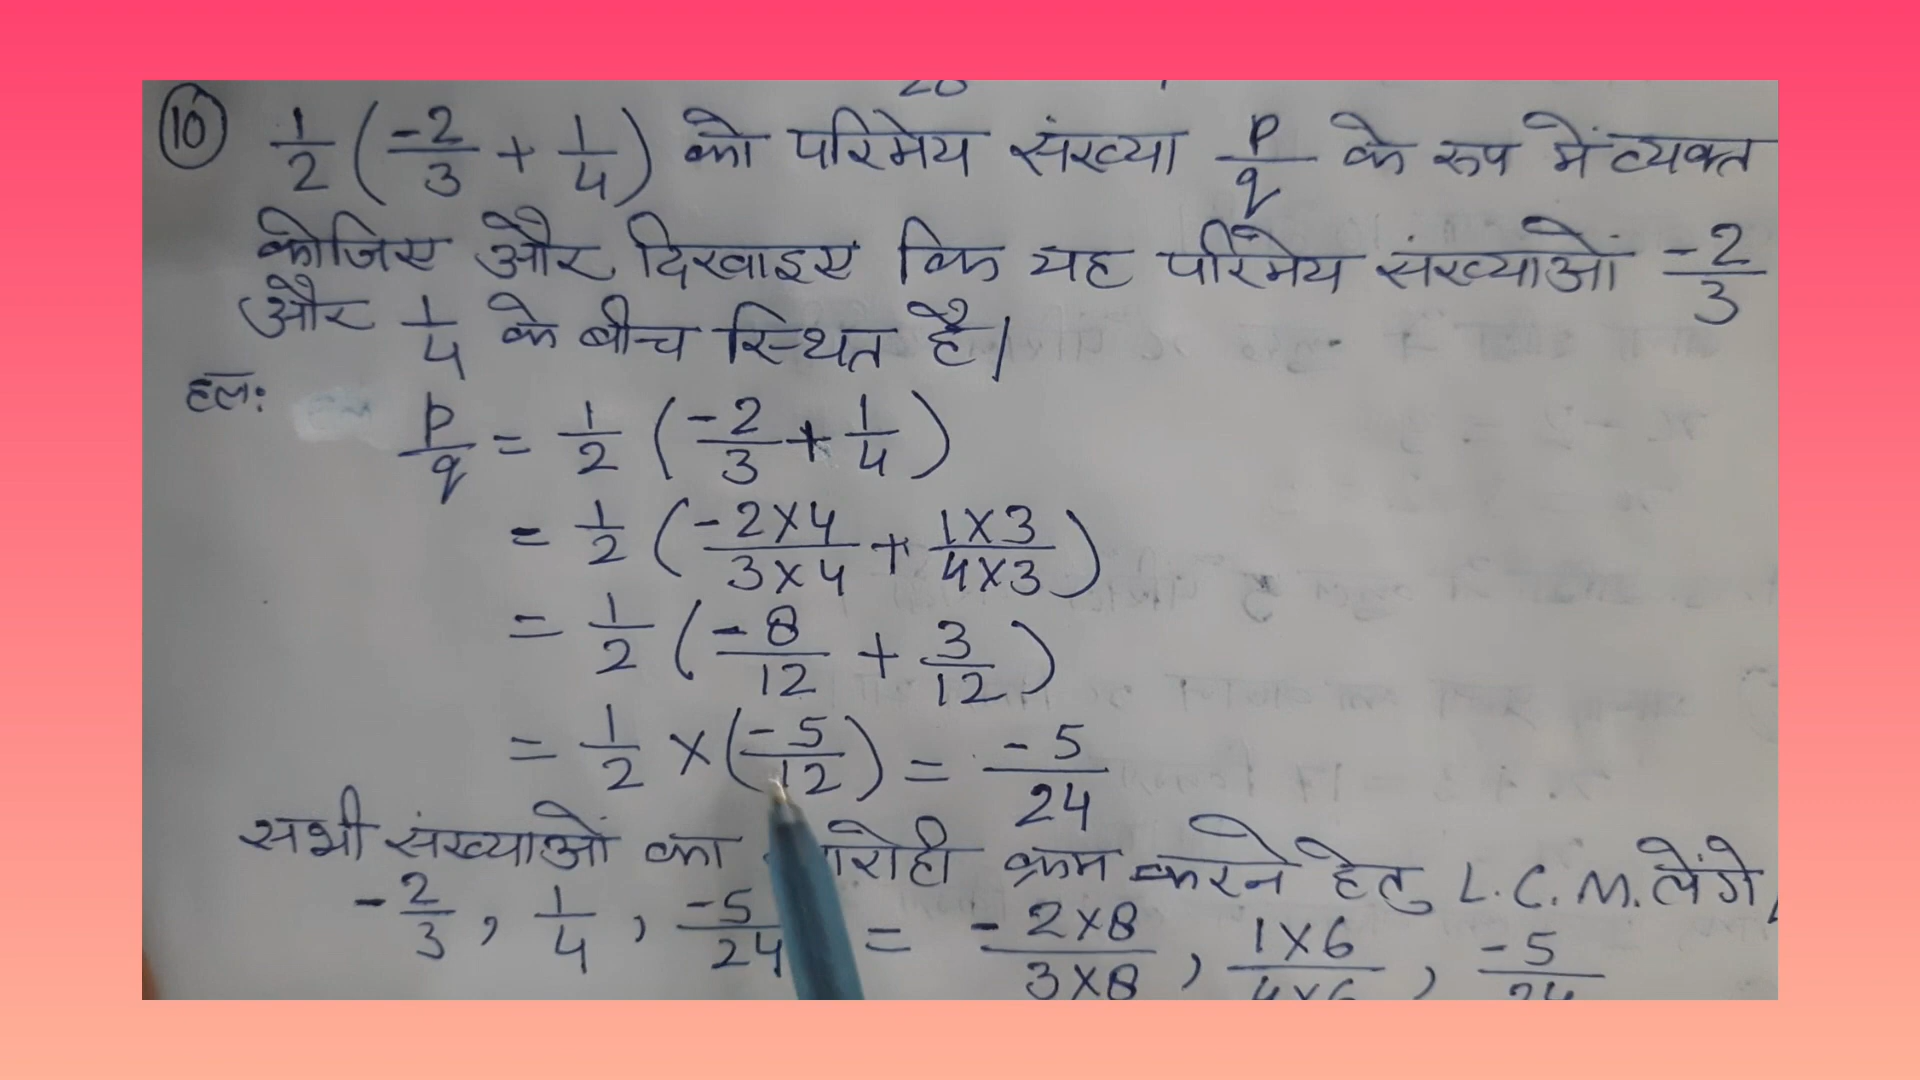 10 1/2 (-2/3 + 1/4) को परिमेय संख्या p/q के रूप में व्यक्त
कीजिए और दिखाइए कि यह परिमेय संख्याओं -2/3
और 1/4 के बीच स्थित है।
हल:
p/q = 1/2 (-2/3 + 1/4)
= 1/2 (-2×4/3×4 + 1×3/4×3)
= 1/2 (-8/12 + 3/12)
= 1/2 × (-5/12) = -5/24
सभी संख्याओं का रोही क्रम करने हेतु L.C.M. लेंगे।
-2/3, 1/4, -5/24 = -2×8/3×8, 1×6/4×6, -5/24